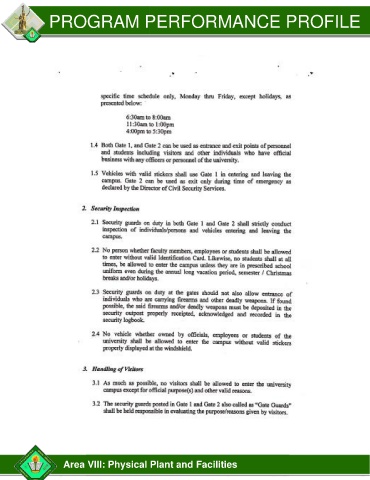 PROGRAM PERFORMANCE PROFILE
specific time schedule only, Monday thru Friday, except holidays, as
presented below:
6:30am to 8:00am
11:30am to 1:00pm
4:00pm to 5:30pm
1.4 Both Gate 1, and Gate 2 can be used as entrance and exit points of personnel
and students including visitors and other individuals who have official
business with any officers or personnel of the university.
1.5 Vehicles with valid stickers shall use Gate 1 in entering and leaving the
campus. Gate 2 can be used as exit only during time of emergency as
declared by the Director of Civil Security Services.
2. Security Inspection
2.1 Security guards on duty in both Gate 1 and Gate 2 shall strictly conduct
inspection of individuals/persons and vehicles entering and leaving the
campus.
2.2 No person whether faculty members, employees or students shall be allowed
to enter without valid Identification Card. Likewise, no students shall at all
times, be allowed to enter the campus unless they are in prescribed school
uniform even during the annual long vacation period, semester / Christmas
breaks and/or holidays.
2.3 Security guards on duty at the gates should not also allow entrance of
individuals who are carrying firearms and other deadly weapons. If found
possible, the said firearms and/or deadly weapons must be deposited in the
security outpost properly receipted, acknowledged and recorded in the
security logbook.
2.4 No vehicle whether owned by officials, employees or students of the
university shall be allowed to enter the campus without valid stickers
properly displayed at the windshield.
3. Handling of Visitors
3.1 As much as possible, no visitors shall be allowed to enter the university
campus except for official purpose(s) and other valid reasons.
3.2 The security guards posted in Gate 1 and Gate 2 also called as "Gate Guards"
shall be held responsible in evaluating the purpose/reasons given by visitors.
Area VIII: Physical Plant and Facilities